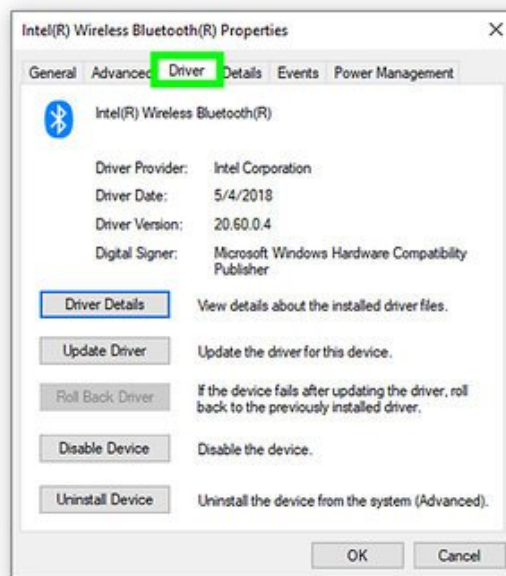 Intel(R) Wireless Bluetooth(R) Properties
General Advanced Driver Details Events Power Management
Intel(R) Wireless Bluetooth(R)
Driver Provider: Intel Corporation
Driver Date: 5/4/2018
Driver Version: 20.60.0.4
Digital Signer: Microsoft Windows Hardware Compatibility
Publisher
Driver Details View details about the installed driver files.
Update Driver Update the driver for this device.
Roll Back Driver If the device fails after updating the driver, roll
back to the previously installed driver.
Disable Device Disable the device.
Uninstall Device Uninstall the device from the system (Advanced).
OK Cancel